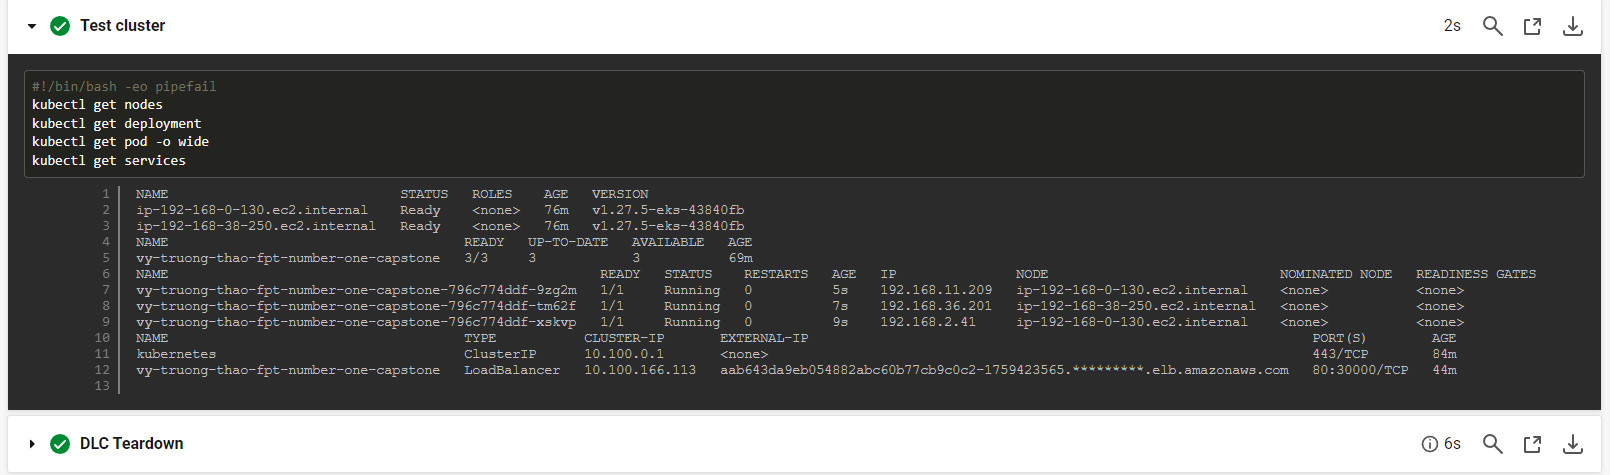 Test cluster 2s
#!/bin/bash -eo pipefail
kubectl get nodes
kubectl get deployment
kubectl get pod -o wide
kubectl get services
1 NAME STATUS ROLES AGE VERSION
2 ip-192-168-0-130.ec2.internal Ready <none> 76m v1.27.5-eks-43840fb
3 ip-192-168-38-250.ec2.internal Ready <none> 76m v1.27.5-eks-43840fb
4 NAME READY UP-TO-DATE AVAILABLE AGE
5 vy-truong-thao-fpt-number-one-capstone 3/3 3 3 69m
6 NAME READY STATUS RESTARTS AGE IP NODE NOMINATED NODE READINESS GATES
7 vy-truong-thao-fpt-number-one-capstone-796c774ddf-9zg2m 1/1 Running 0 5s 192.168.11.209 ip-192-168-0-130.ec2.internal <none> <none>
8 vy-truong-thao-fpt-number-one-capstone-796c774ddf-tm62f 1/1 Running 0 7s 192.168.36.201 ip-192-168-38-250.ec2.internal <none> <none>
9 vy-truong-thao-fpt-number-one-capstone-796c774ddf-xskvp 1/1 Running 0 9s 192.168.2.41 ip-192-168-0-130.ec2.internal <none> <none>
10 NAME TYPE CLUSTER-IP EXTERNAL-IP PORT(S) AGE
11 kubernetes ClusterIP 10.100.0.1 <none> 443/TCP 84m
12 vy-truong-thao-fpt-number-one-capstone LoadBalancer 10.100.166.113 aab643da9eb054882abc60b77cb9c0c2-1759423565.*********.elb.amazonaws.com 80:30000/TCP 44m
13
DLC Teardown 6s